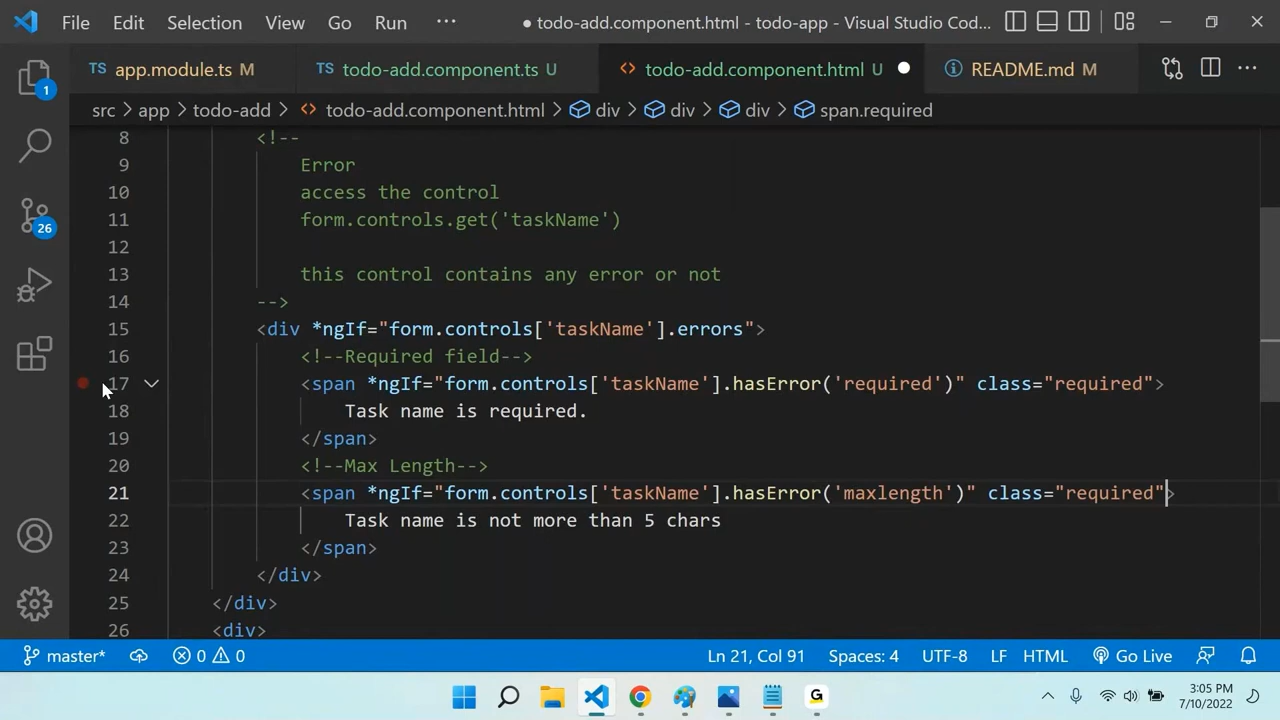 File Edit Selection View Go Run ··· ● todo-add.component.html - todo-app - Visual Studio Cod...
TS app.module.ts M TS todo-add.component.ts U <> todo-add.component.html U README.md M ···
src > app > todo-add > <> todo-add.component.html > div > div > div > span.required
8 <!--
9 Error
10 access the control
11 form.controls.get('taskName')
12
13 this control contains any error or not
14 -->
15 <div *ngIf="form.controls['taskName'].errors">
16 <!--Required field-->
17 <span *ngIf="form.controls['taskName'].hasError('required')" class="required">
18 Task name is required.
19 </span>
20 <!--Max Length-->
21 <span *ngIf="form.controls['taskName'].hasError('maxlength')" class="required">
22 Task name is not more than 5 chars
23 </span>
24 </div>
25 </div>
26 <div>
1
26
master* 0 0 Ln 21, Col 91 Spaces: 4 UTF-8 LF HTML Go Live
G
3:05 PM
7/10/2022